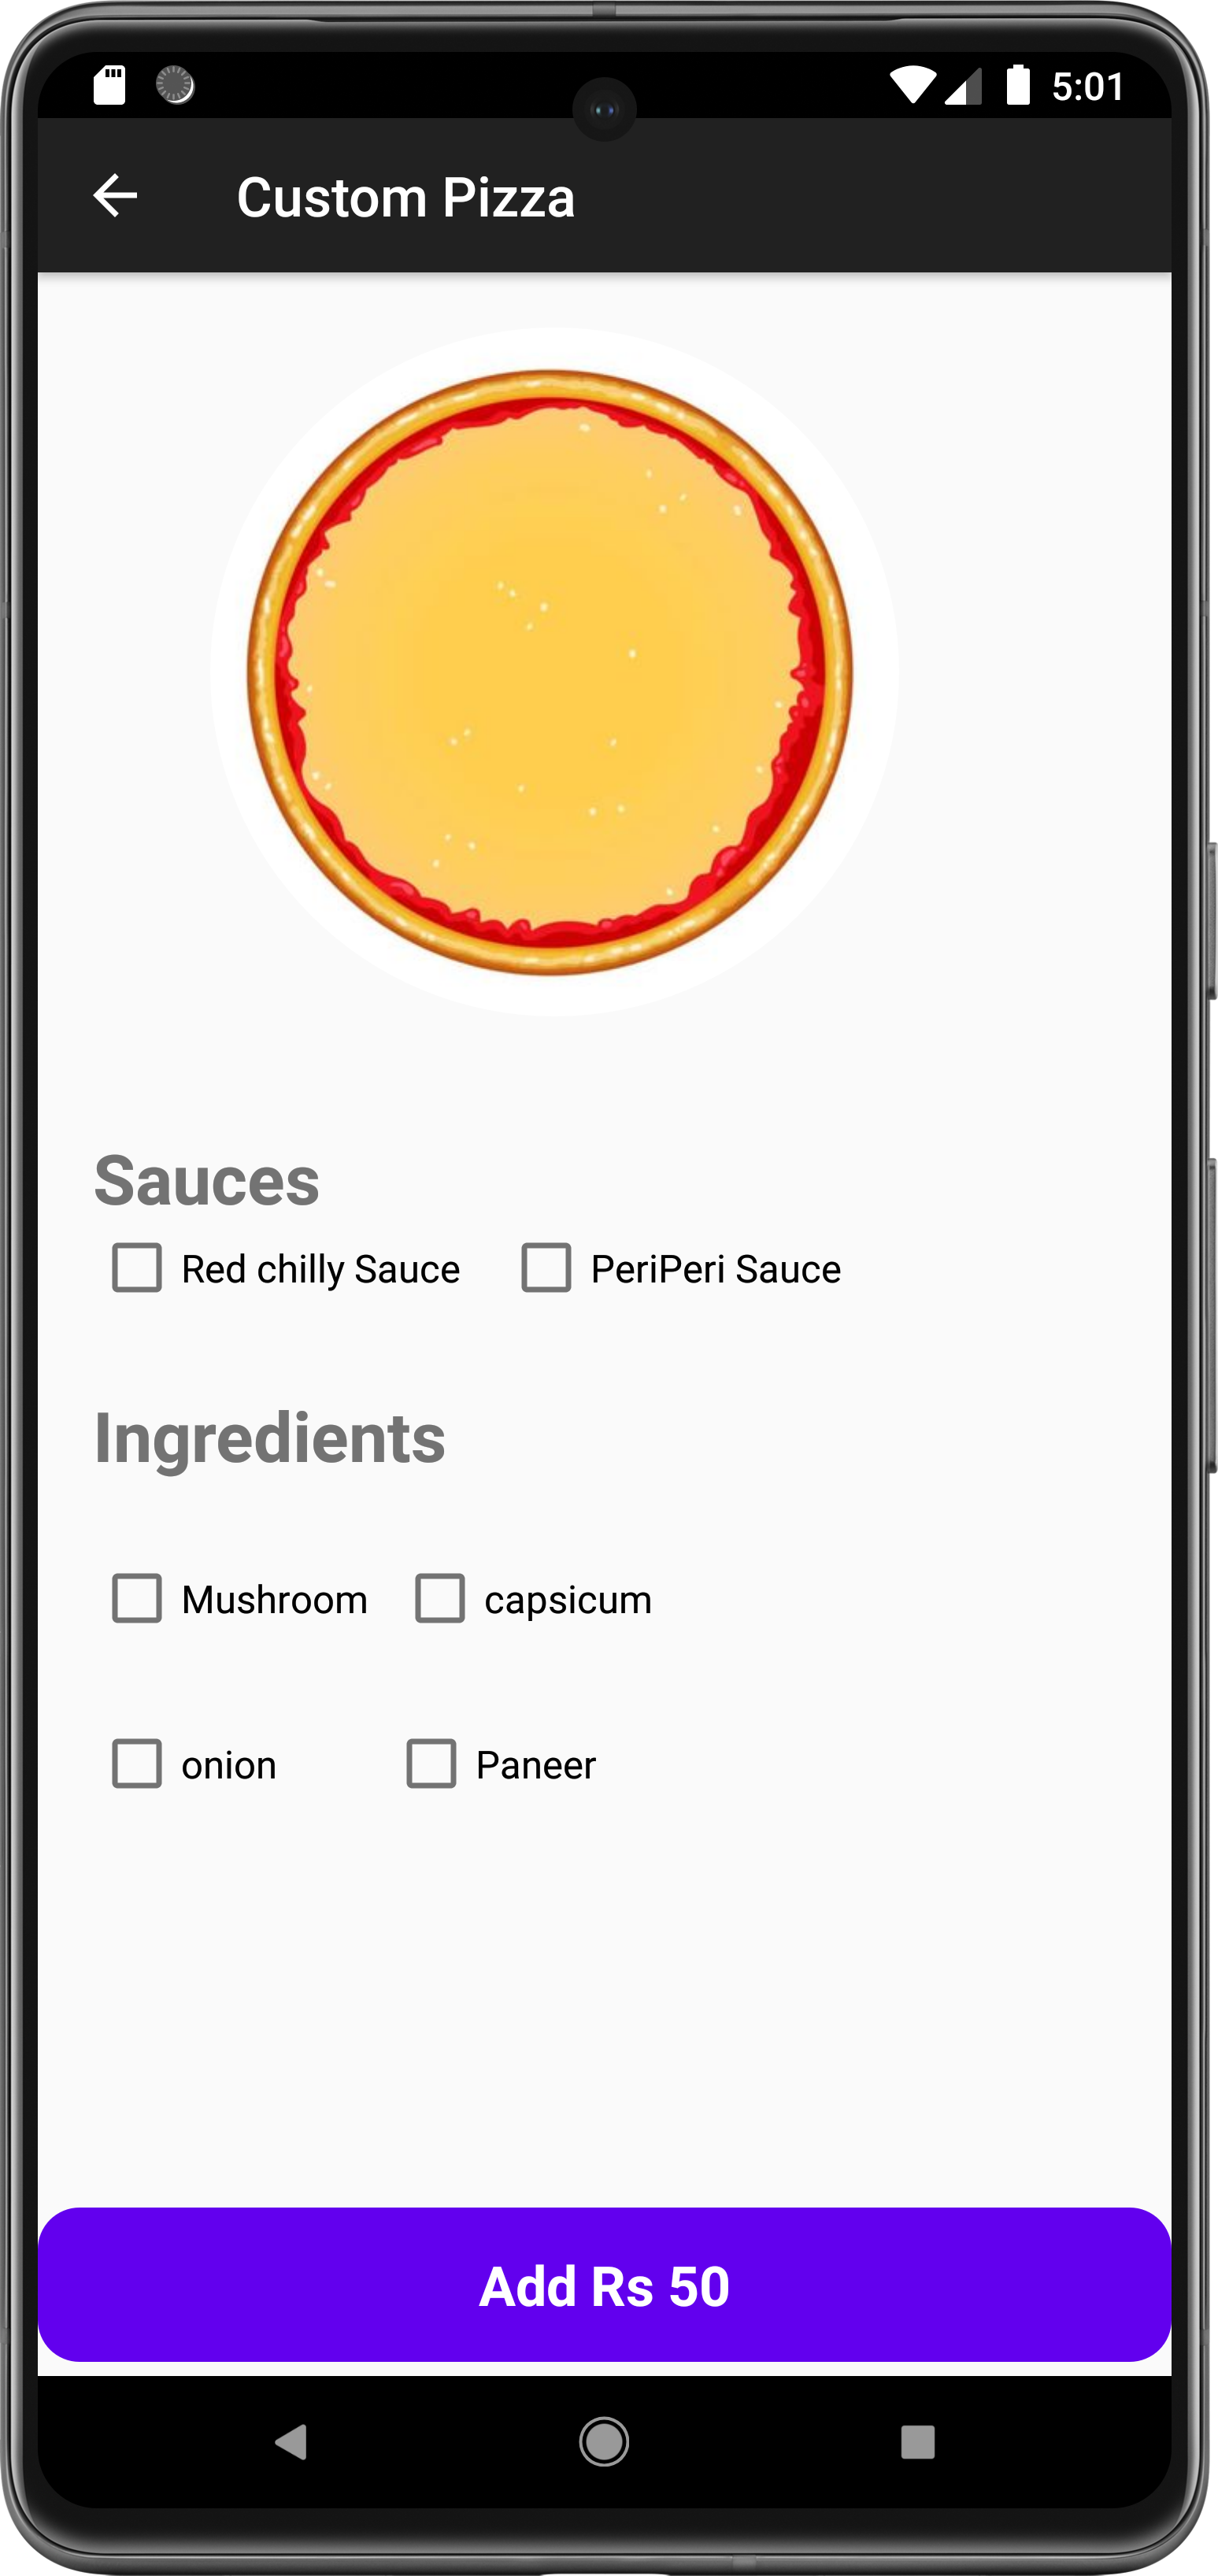 5:01
Custom Pizza
Sauces
Red chilly Sauce PeriPeri Sauce
Ingredients
Mushroom capsicum
onion Paneer
Add Rs 50